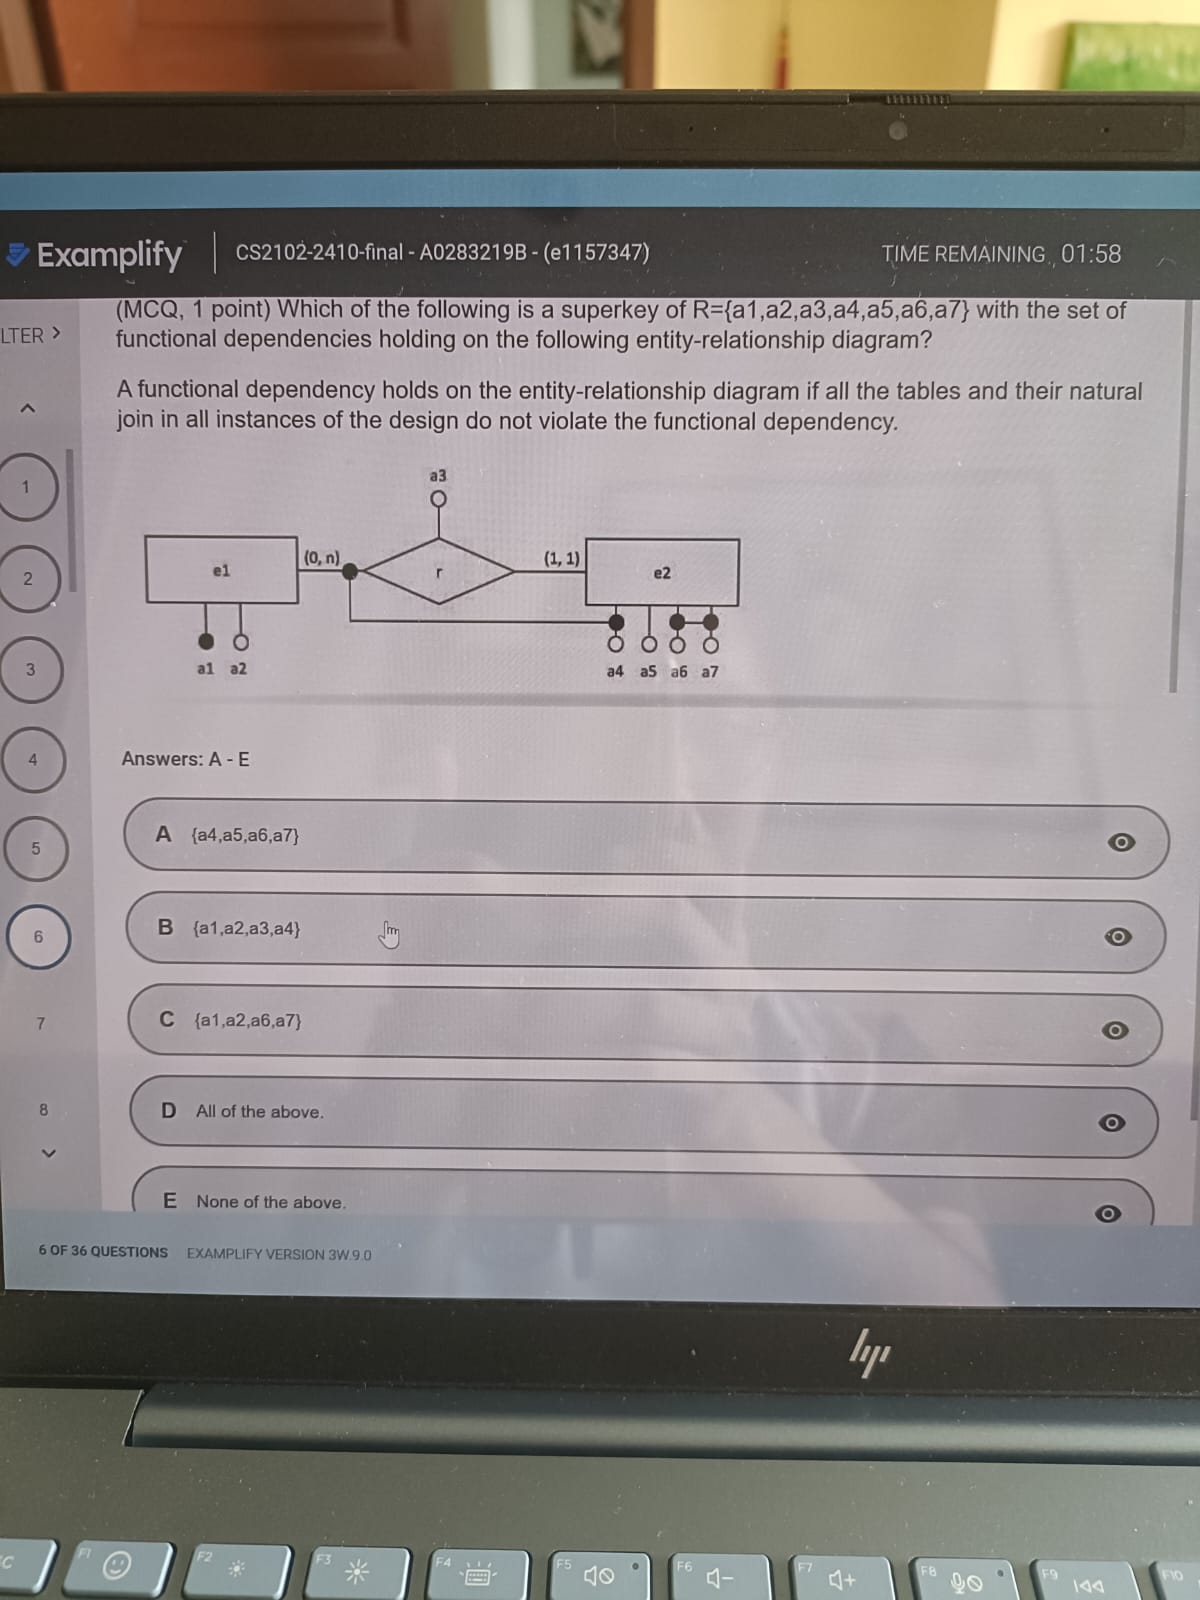 Examplify
CS2102-2410-final - A0283219B - (e1157347)
TIME REMAINING 01:58
LTER >
(MCQ, 1 point) Which of the following is a superkey of R={a1,a2,a3,a4,a5,a6,a7} with the set of
functional dependencies holding on the following entity-relationship diagram?
A functional dependency holds on the entity-relationship diagram if all the tables and their natural
join in all instances of the design do not violate the functional dependency.
a3
(0, n)
(1, 1)
e1
r
e2
a1 a2
a4 a5 a6 a7
1
2
3
4
5
6
7
8
Answers: A - E
A {a4,a5,a6,a7}
B {a1,a2,a3,a4}
C {a1,a2,a6,a7}
D All of the above.
E None of the above.
6 OF 36 QUESTIONS EXAMPLIFY VERSION 3W.9.0
hp
F1
F2
F3
F4
F5
F6
F7
F8
F9
F10